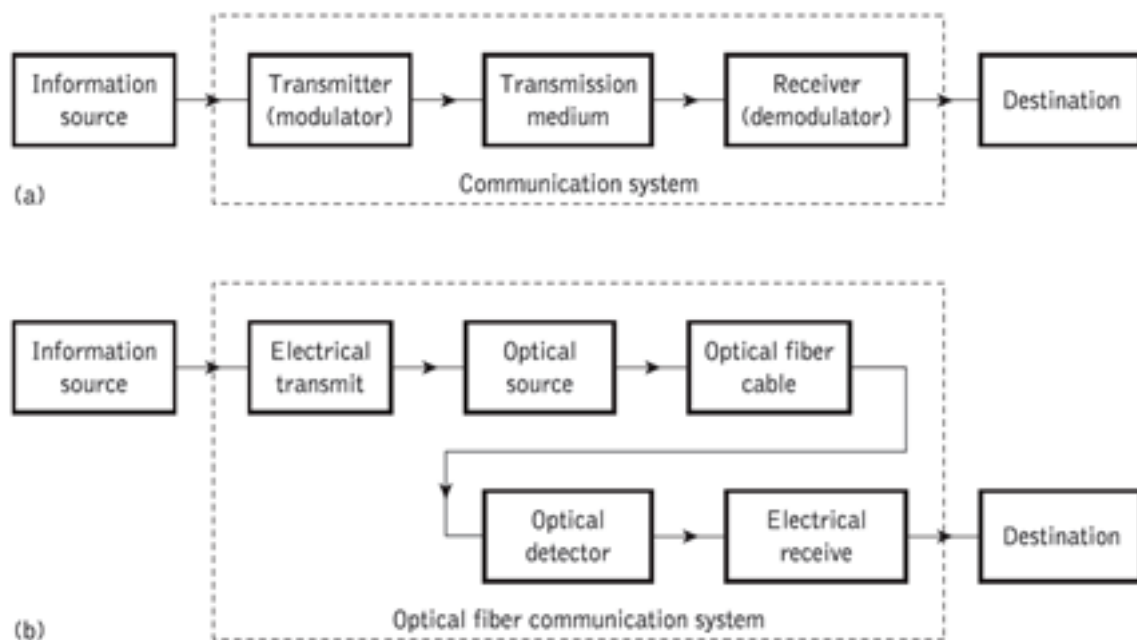 Information
source
Transmitter
(modulator)
Transmission
medium
Receiver
(demodulator)
Destination
Communication system
(a)
Information
source
Electrical
transmit
Optical
source
Optical fiber
cable
Optical
detector
Electrical
receive
Destination
Optical fiber communication system
(b)